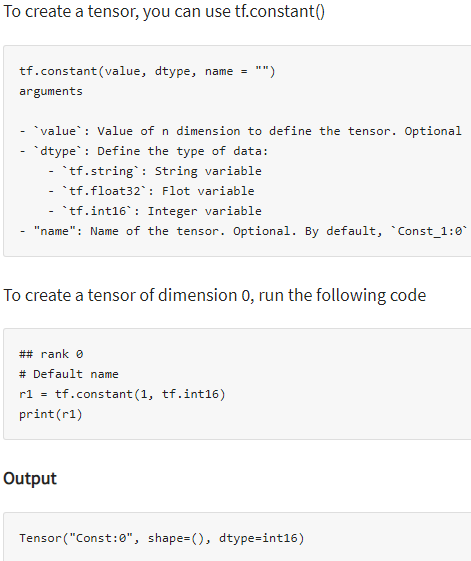 To create a tensor, you can use tf.constant()
tf.constant(value, dtype, name = "")
arguments
- `value`: Value of n dimension to define the tensor. Optional
- `dtype`: Define the type of data:
- `tf.string`: String variable
- `tf.float32`: Flot variable
- `tf.int16`: Integer variable
- "name": Name of the tensor. Optional. By default, `Const_1:0`
To create a tensor of dimension 0, run the following code
## rank 0
# Default name
r1 = tf.constant(1, tf.int16)
print(r1)
Output
Tensor("Const:0", shape=(), dtype=int16)